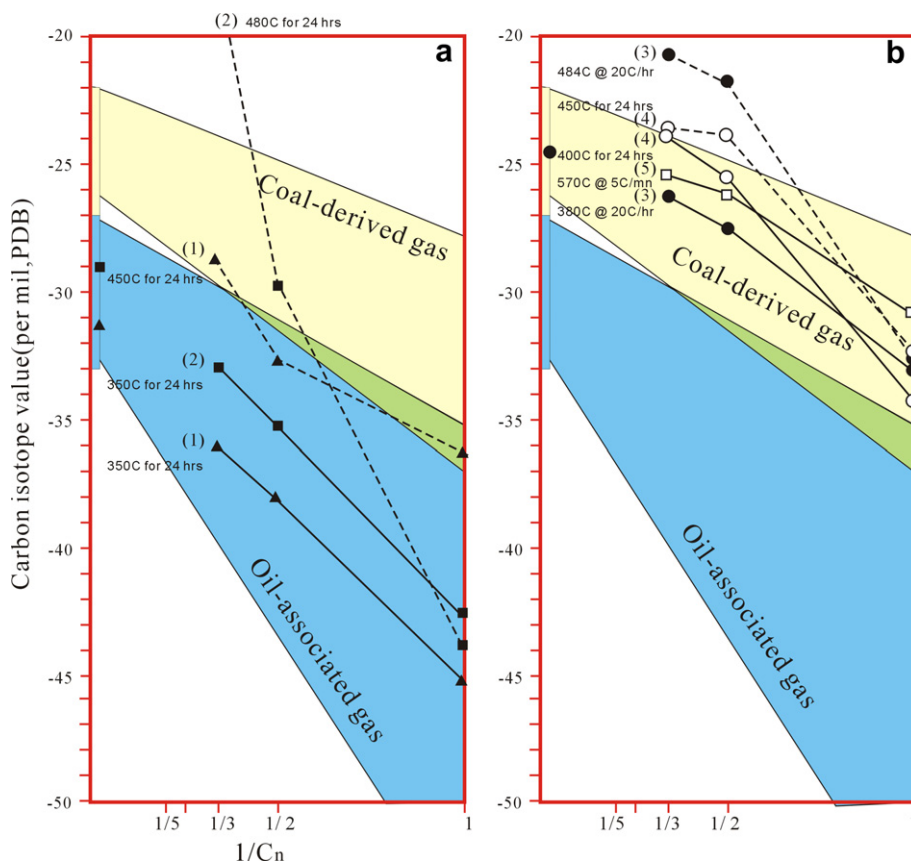 (2) 480C for 24 hrs
a
b
Carbon isotope value(per mil,PDB)
-20
-25
-30
-35
-40
-45
-50
Coal-derived gas
(1)
450C for 24 hrs
(2)
350C for 24 hrs
(1)
350C for 24 hrs
Oil-associated gas
1/5
1/3
1/2
1
1/Cn
-20
-25
-30
-35
-40
-45
-50
(3)
484C @ 20C/hr
450C for 24 hrs
(4)
(4)
400C for 24 hrs
(5)
570C @ 5C/mn
(3)
380C @ 20C/hr
Coal-derived gas
Oil-associated gas
1/5
1/3
1/2
1